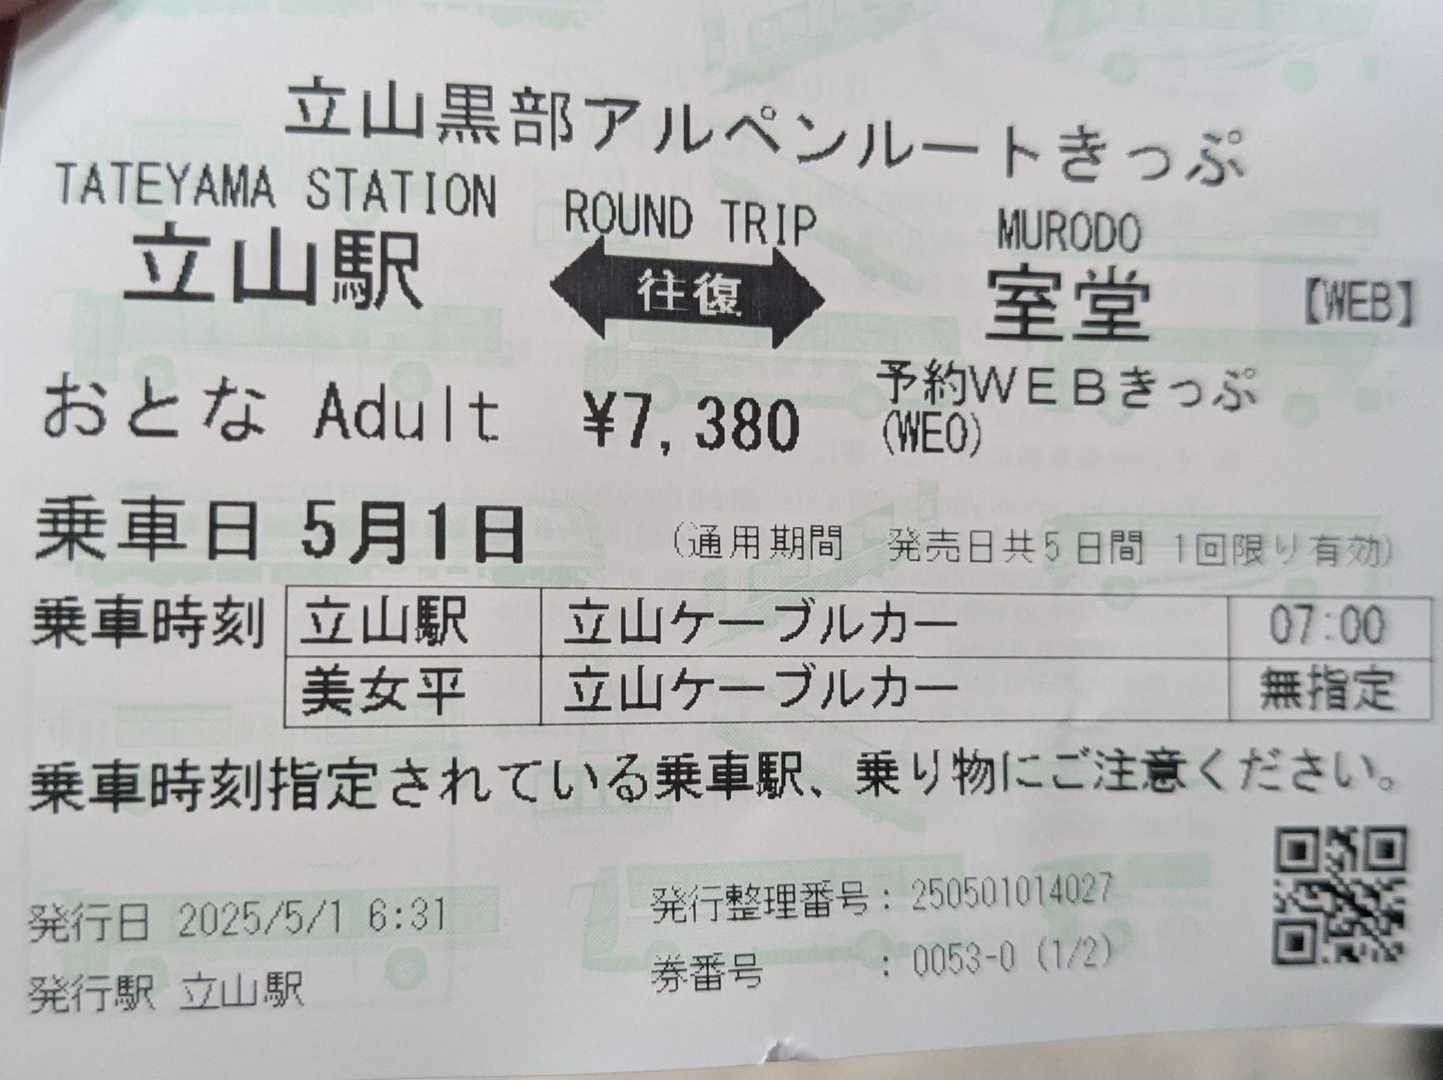 立山黒部アルペンルートきっぷ
TATEYAMA STATION ROUND TRIP MURODO
立山駅 往復 室堂 【WEB】
おとな Adult ¥7,380 予約WEBきっぷ
(WEO)
乗車日 5月1日 (通用期間 発売日共5日間 1回限り有効)
乗車時刻 立山駅 立山ケーブルカー 07:00
美女平 立山ケーブルカー 無指定
乗車時刻指定されている乗車駅、乗り物にご注意ください。
発行日 2025/5/1 6:31 発行整理番号：250501014027
発行駅 立山駅 券番号 ：0053-0 (1/2)